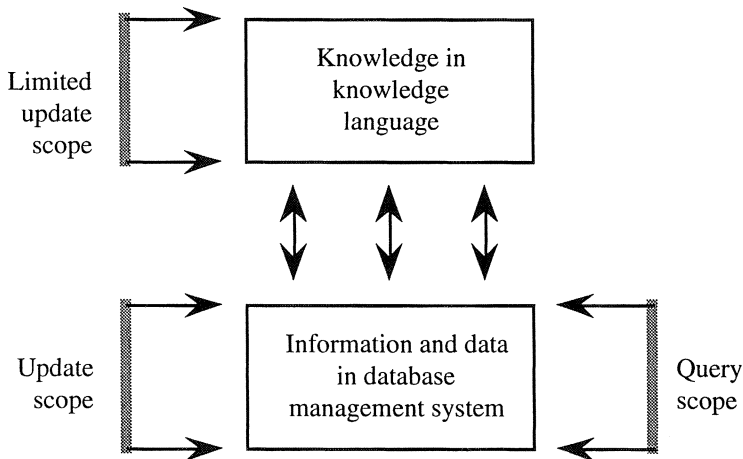 Limited
update
scope
Knowledge in
knowledge
language
Update
scope
Information and data
in database
management system
Query
scope